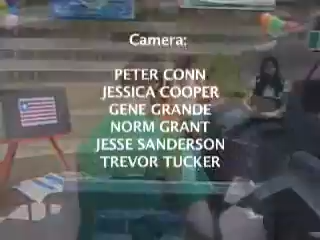 Camera:
PETER CONN
JESSICA COOPER
GENE GRANDE
NORM GRANT
JESSE SANDERSON
TREVOR TUCKER